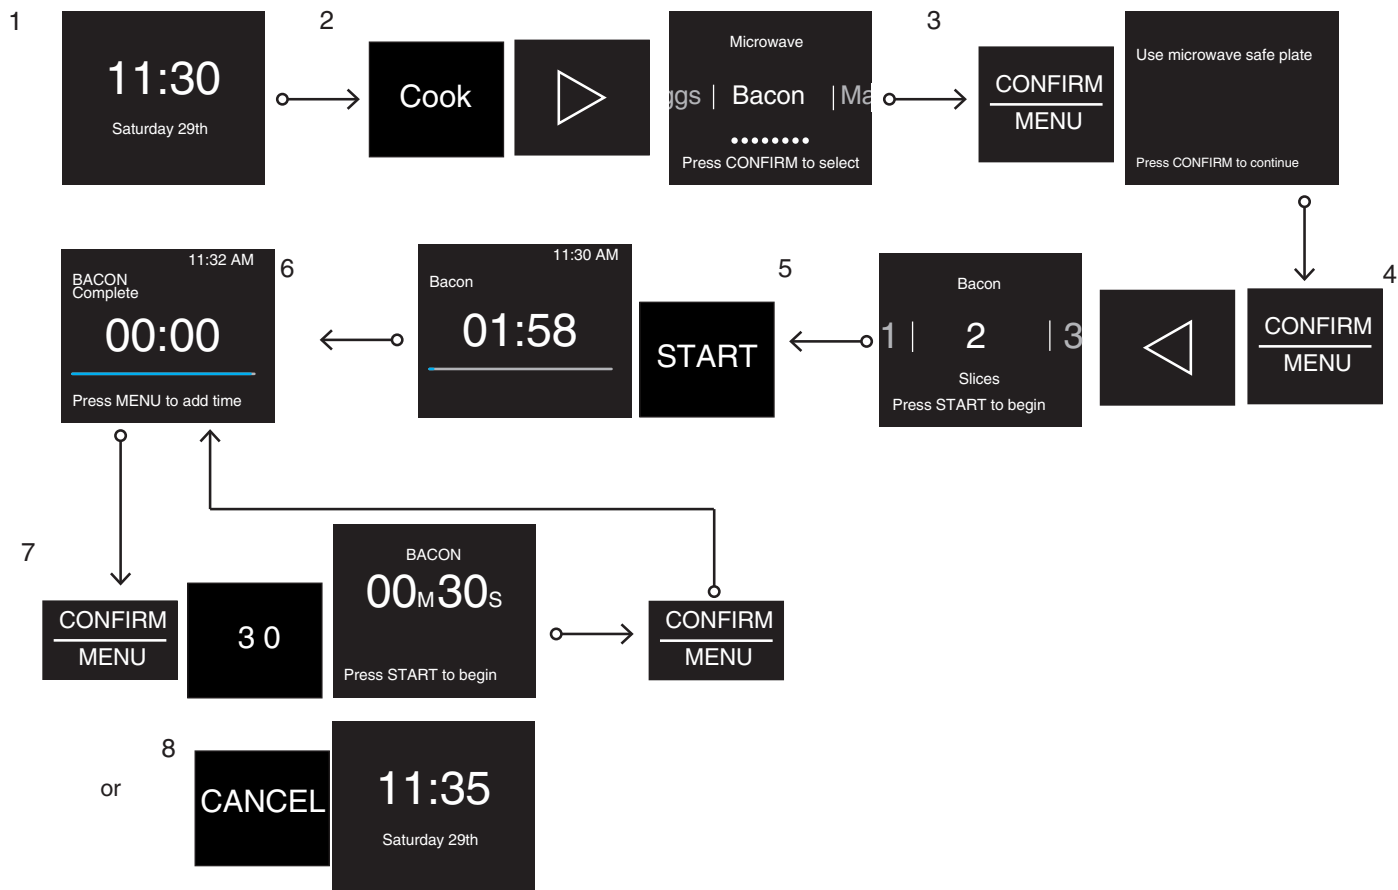 1
11:30
Saturday 29th
2
Cook
Microwave
ggs | Bacon | Ma
Press CONFIRM to select
3
CONFIRM
MENU
Use microwave safe plate
Press CONFIRM to continue
4
CONFIRM
MENU
Bacon
1 | 2 | 3
Slices
Press START to begin
5
START
11:30 AM
Bacon
01:58
6
11:32 AM
BACON
Complete
00:00
Press MENU to add time
7
CONFIRM
MENU
3 0
BACON
00M30S
Press START to begin
CONFIRM
MENU
or
8
CANCEL
11:35
Saturday 29th